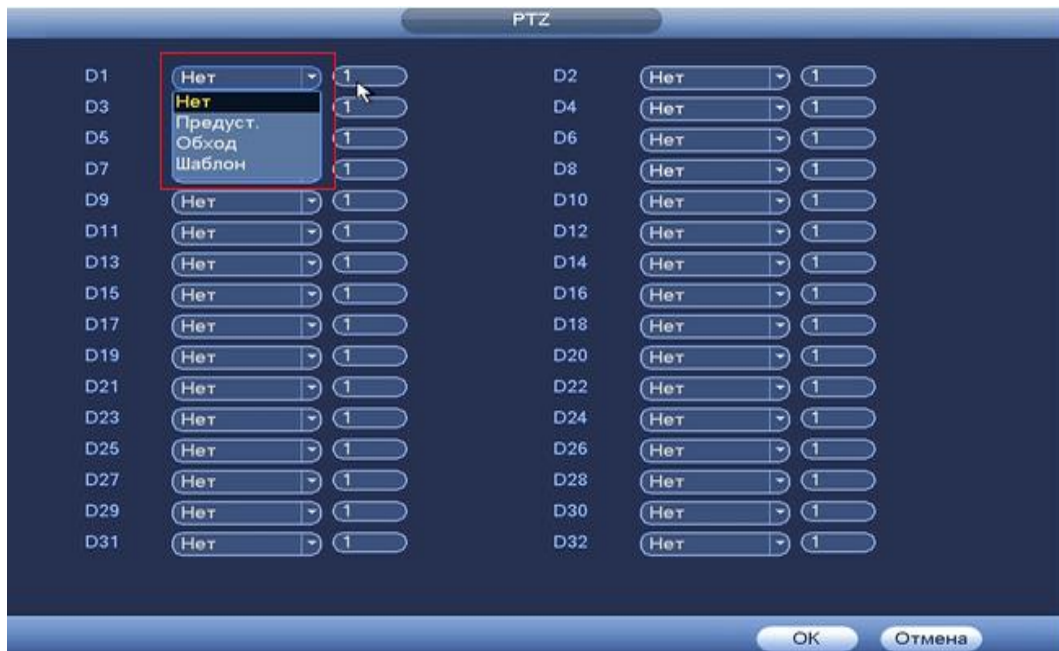 PTZ
D1 Нет 1 D2 Нет 1
Нет
D3 1 D4 Нет 1
Предуст.
D5 1 D6 Нет 1
Обход
D7 1 D8 Нет 1
Шаблон
D9 Нет 1 D10 Нет 1
D11 Нет 1 D12 Нет 1
D13 Нет 1 D14 Нет 1
D15 Нет 1 D16 Нет 1
D17 Нет 1 D18 Нет 1
D19 Нет 1 D20 Нет 1
D21 Нет 1 D22 Нет 1
D23 Нет 1 D24 Нет 1
D25 Нет 1 D26 Нет 1
D27 Нет 1 D28 Нет 1
D29 Нет 1 D30 Нет 1
D31 Нет 1 D32 Нет 1
OK Отмена